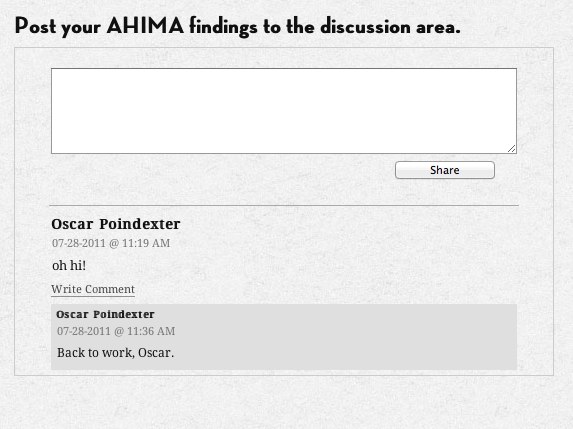 Post your AHIMA findings to the discussion area.
Share
Oscar Poindexter
07-28-2011 @ 11:19 AM
oh hi!
Write Comment
Oscar Poindexter
07-28-2011 @ 11:36 AM
Back to work, Oscar.